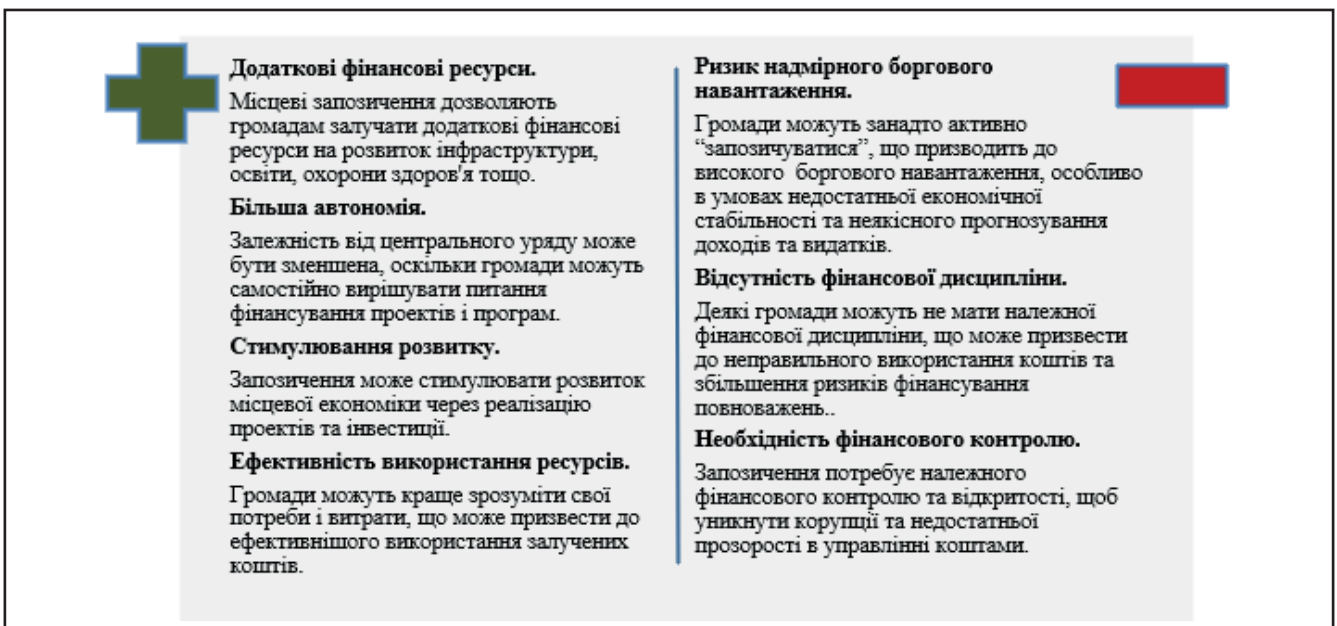 Додаткові фінансові ресурси.
Місцеві запозичення дозволяють
громадам залучати додаткові фінансові
ресурси на розвиток інфраструктури,
освіти, охорони здоров'я тощо.
Більша автономія.
Залежність від центрального уряду може
бути зменшена, оскільки громади можуть
самостійно вирішувати питання
фінансування проектів і програм.
Стимулювання розвитку.
Запозичення може стимулювати розвиток
місцевої економіки через реалізацію
проектів та інвестиції.
Ефективність використання ресурсів.
Громади можуть краще зрозуміти свої
потреби і витрати, що може призвести до
ефективнішого використання залучених
коштів.
Ризик надмірного боргового
навантаження.
Громади можуть занадто активно
“запозичуватися”, що призводить до
високого боргового навантаження, особливо
в умовах недостатньої економічної
стабільності та неякісного прогнозування
доходів та видатків.
Відсутність фінансової дисципліни.
Деякі громади можуть не мати належної
фінансової дисципліни, що може призвести
до неправильного використання коштів та
збільшення ризиків фінансування
повноважень..
Необхідність фінансового контролю.
Запозичення потребує належного
фінансового контролю та відкритості, щоб
уникнути корупції та недостатньої
прозорості в управлінні коштами.